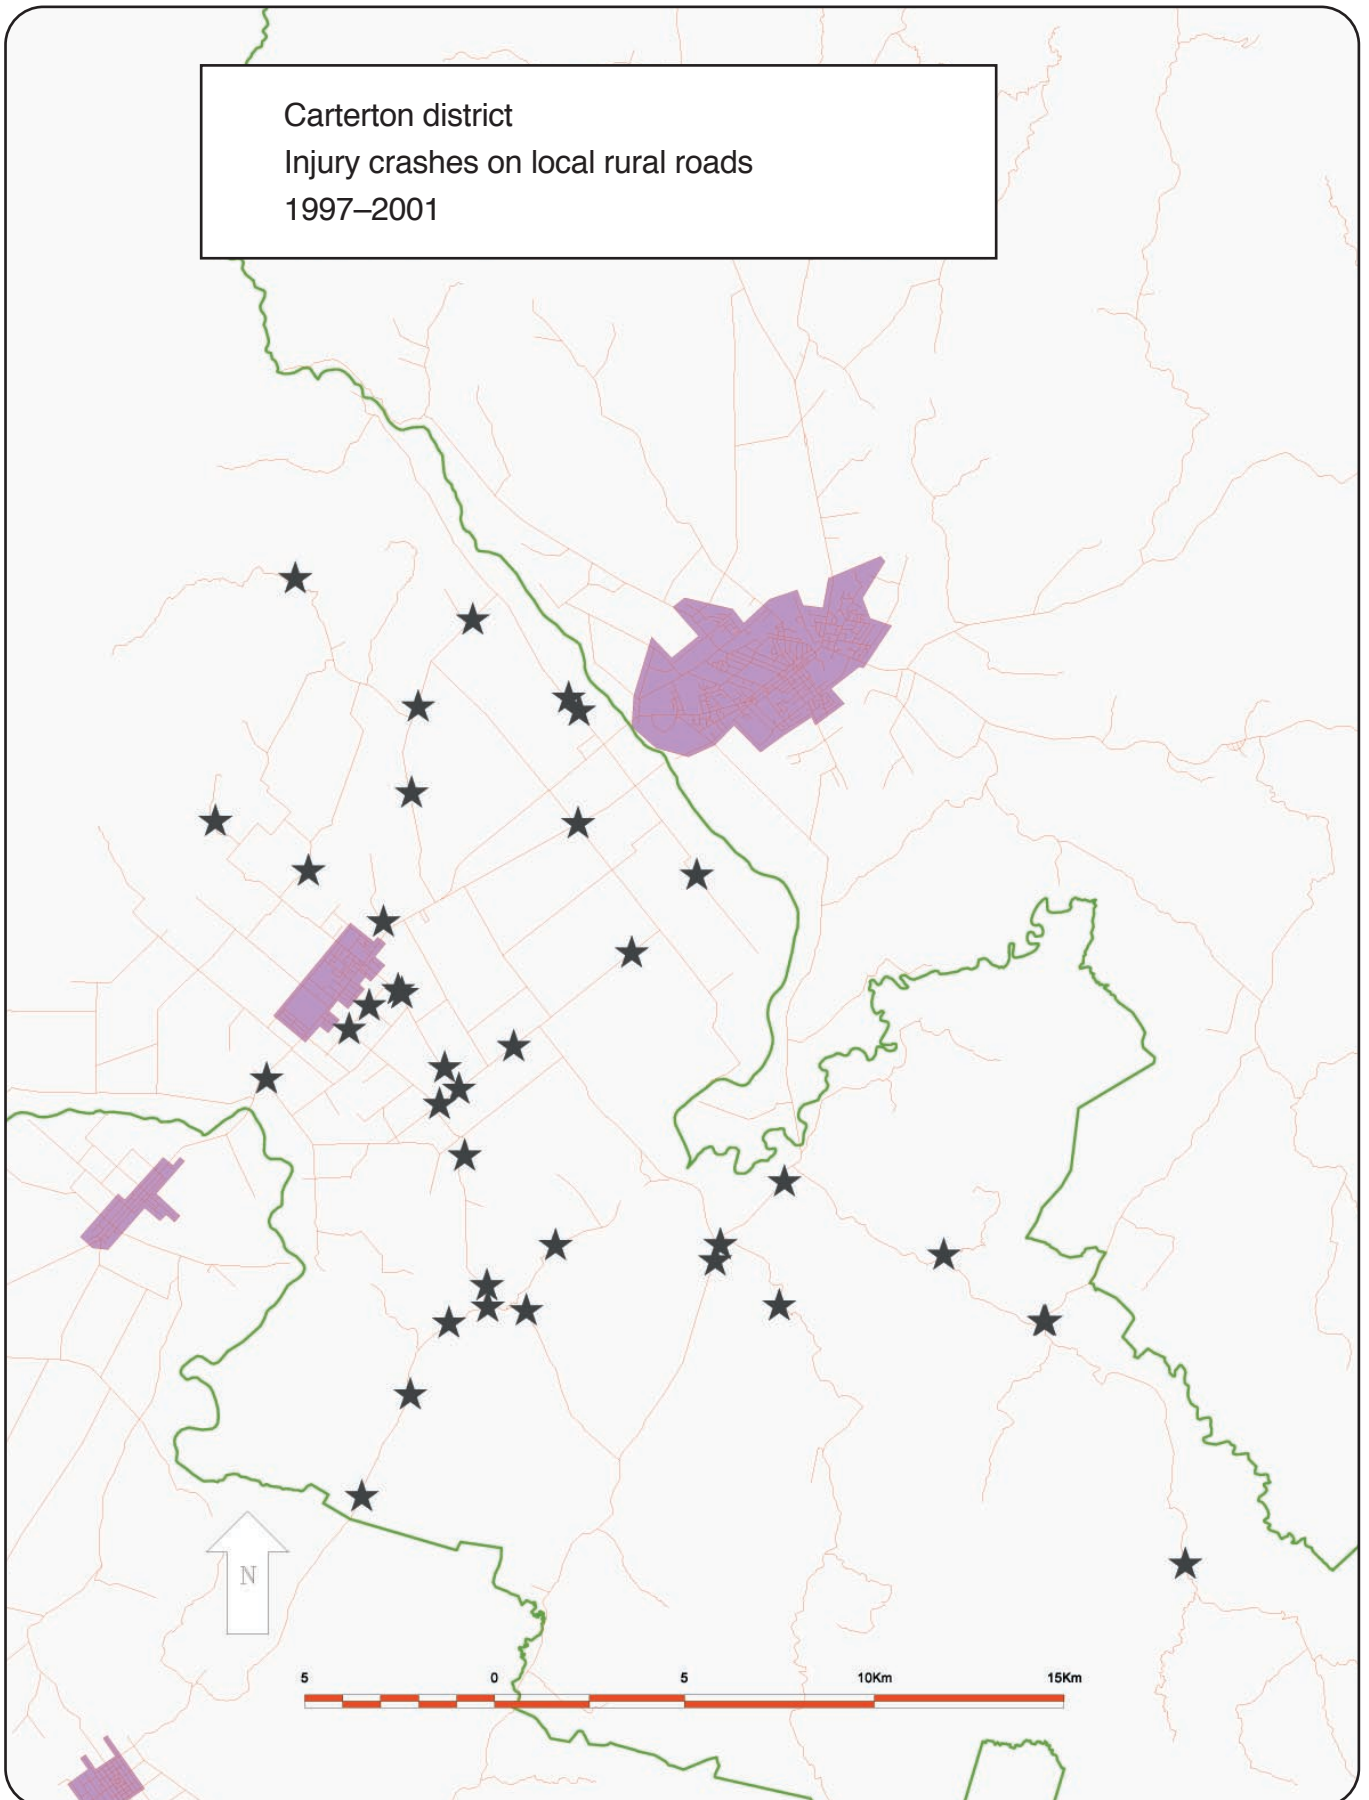 Carterton district
Injury crashes on local rural roads
1997–2001
N
5 0 5 10Km 15Km